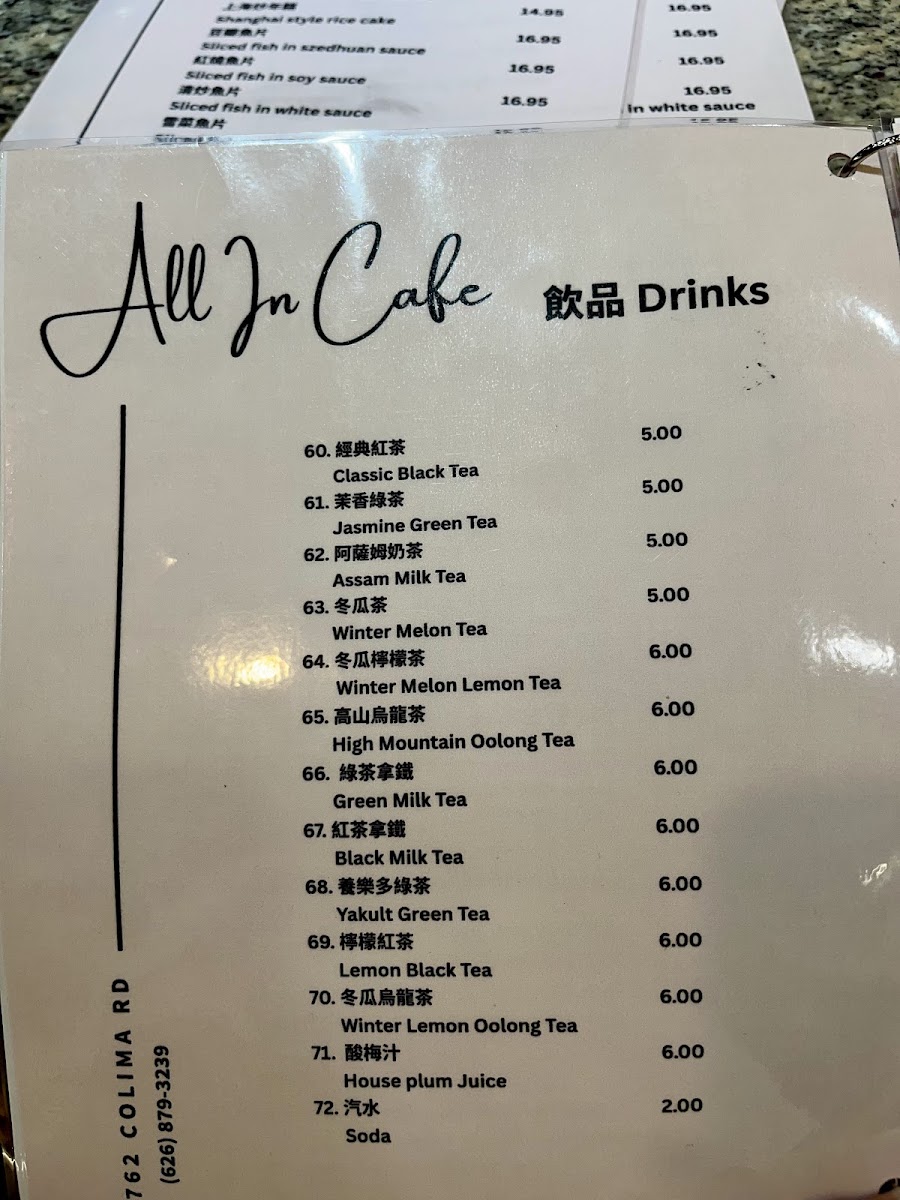 上海炒年糕
Shanghai style rice cake 14.95 16.95
豆瓣魚片
Sliced fish in szedhuan sauce 16.95 16.95
紅燒魚片
Sliced fish in soy sauce 16.95 16.95
清炒魚片
Sliced fish in white sauce 16.95 16.95
in white sauce
雪菜魚片
All In Cafe
飲品 Drinks
60. 經典紅茶 5.00
Classic Black Tea
61. 茉香綠茶 5.00
Jasmine Green Tea
62. 阿薩姆奶茶 5.00
Assam Milk Tea
63. 冬瓜茶 5.00
Winter Melon Tea
64. 冬瓜檸檬茶 6.00
Winter Melon Lemon Tea
65. 高山烏龍茶 6.00
High Mountain Oolong Tea
66. 綠茶拿鐵 6.00
Green Milk Tea
67. 紅茶拿鐵 6.00
Black Milk Tea
68. 養樂多綠茶 6.00
Yakult Green Tea
69. 檸檬紅茶 6.00
Lemon Black Tea
70. 冬瓜烏龍茶 6.00
Winter Lemon Oolong Tea
71. 酸梅汁 6.00
House plum Juice
72. 汽水 2.00
Soda
762 COLIMA RD
(626) 879-3239